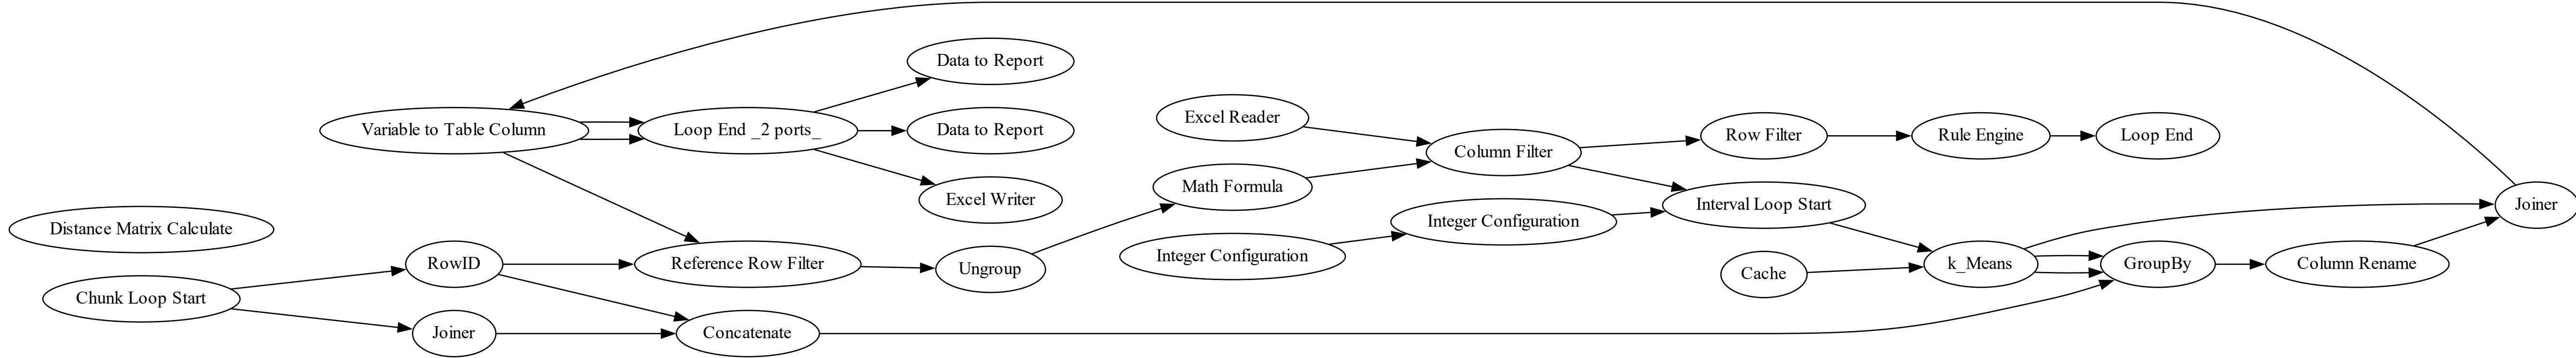 Data to Report
Excel Reader
Variable to Table Column
Loop End _2 ports_
Data to Report
Row Filter
Rule Engine
Loop End
Column Filter
Math Formula
Excel Writer
Interval Loop Start
Joiner
Integer Configuration
Distance Matrix Calculate
Integer Configuration
RowID
Reference Row Filter
Ungroup
Cache
k_Means
GroupBy
Column Rename
Chunk Loop Start
Joiner
Concatenate